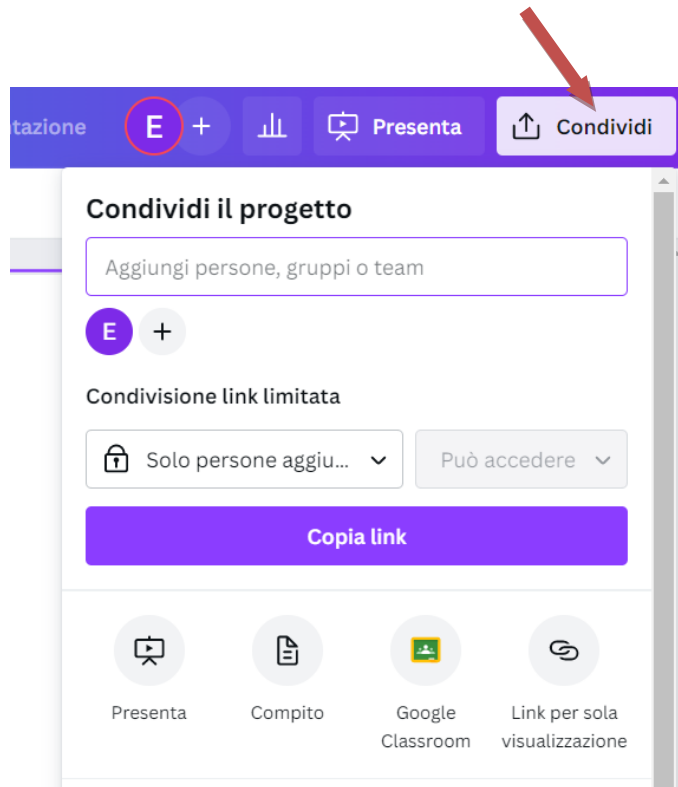 tazione
E
+
Presenta
Condividi
Condividi il progetto
Aggiungi persone, gruppi o team
E
+
Condivisione link limitata
Solo persone aggiu...
Può accedere
Copia link
Presenta
Compito
Google
Classroom
Link per sola
visualizzazione